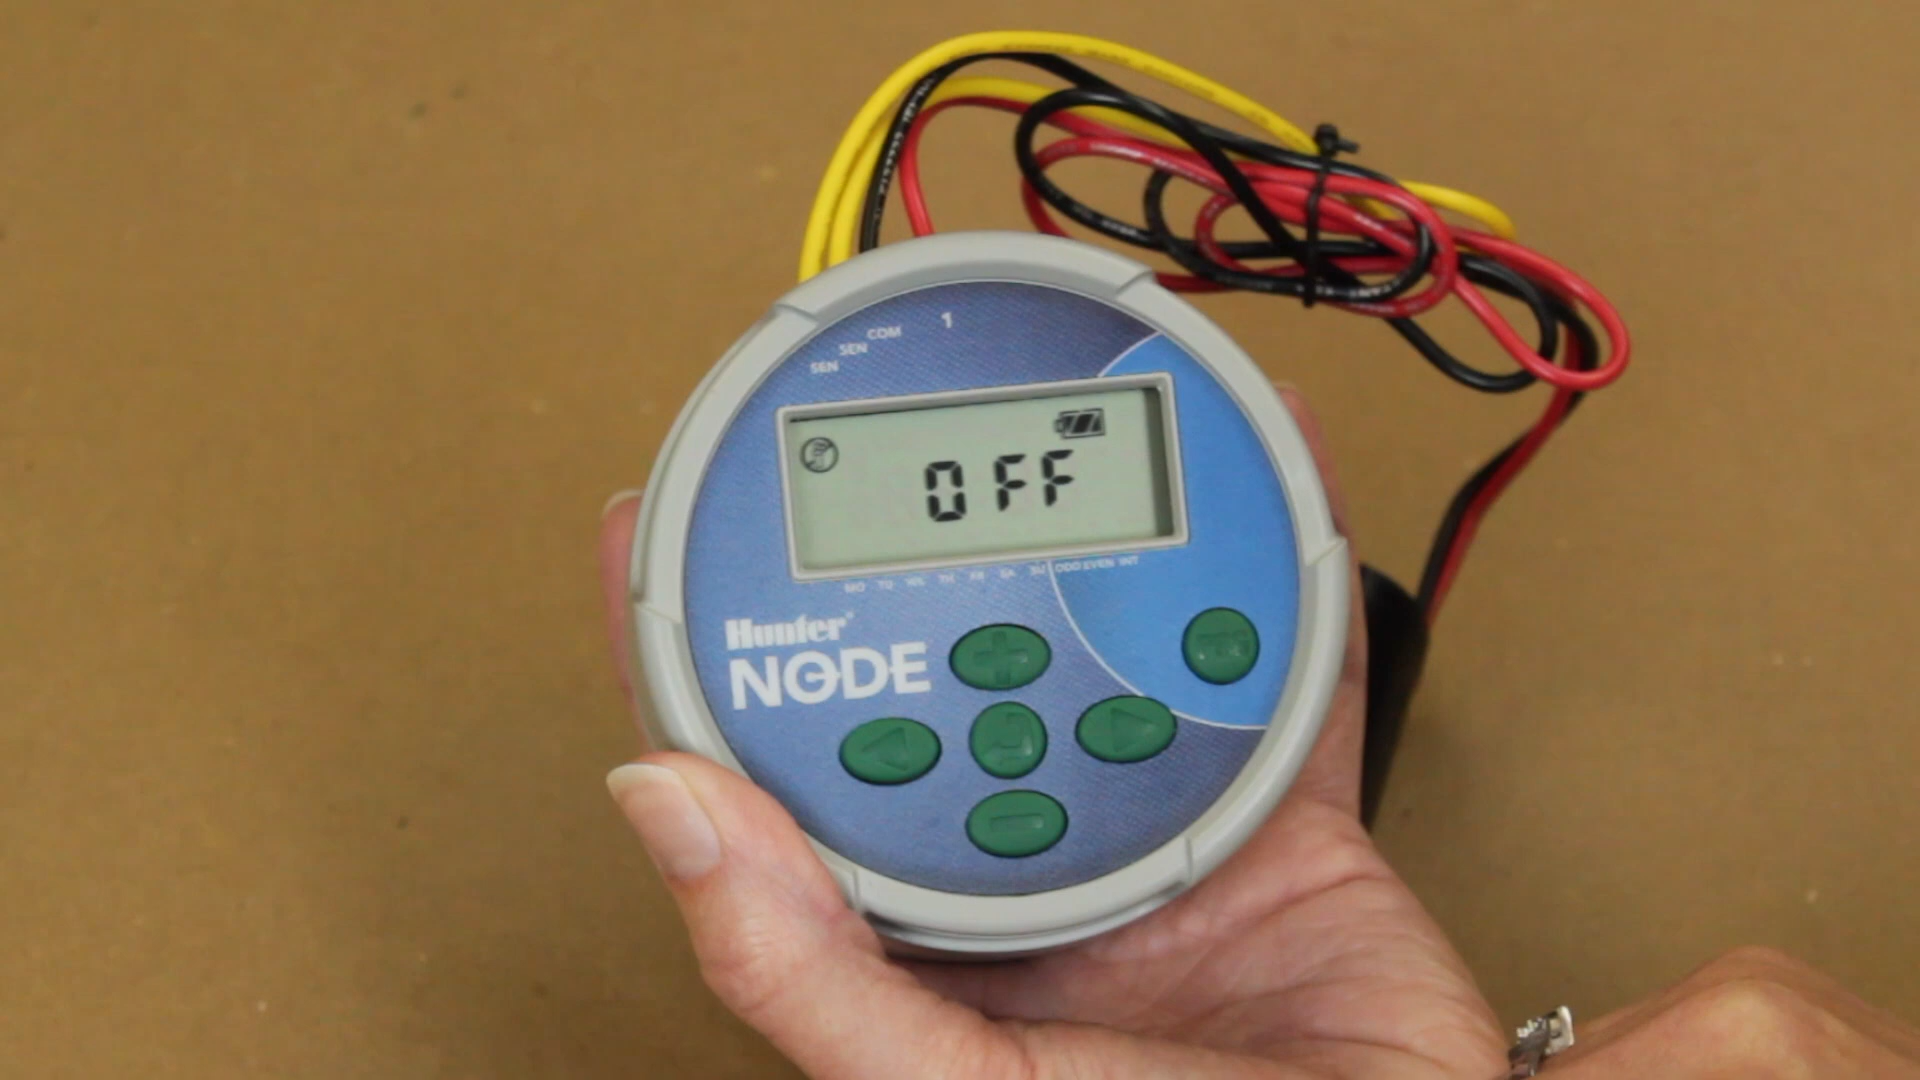 SEN
SEN
COM
1
OFF
MO TU WE TH FR SA SU ODD EVEN INT
Hunter®
NODE